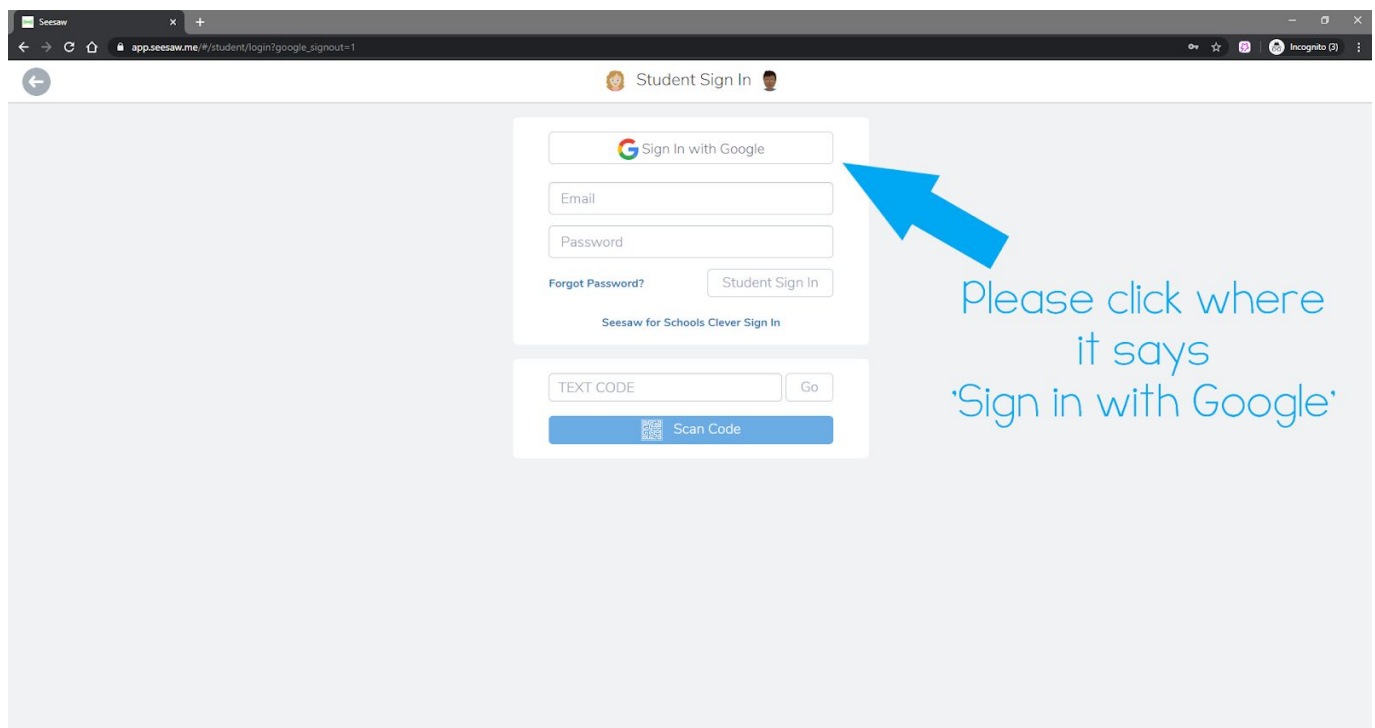 Seesaw
app.seesaw.me/#/student/login?google_signout=1
Incognito (3)
Student Sign In
Sign In with Google
Email
Password
Forgot Password?
Student Sign In
Seesaw for Schools Clever Sign In
TEXT CODE
Go
Scan Code
Please click where
it says
'Sign in with Google'